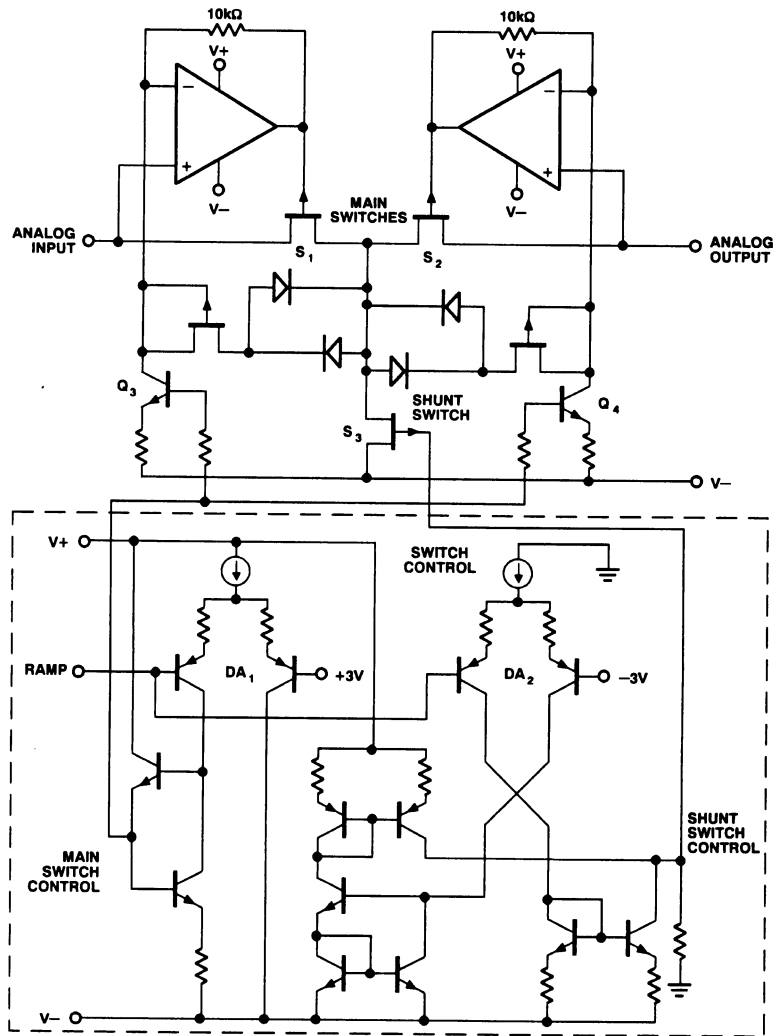 10kΩ
10kΩ
V+
V+
−
−
+
+
V−
V−
MAIN
SWITCHES
ANALOG
INPUT
ANALOG
OUTPUT
S1
S2
Q3
SHUNT
SWITCH
S3
Q4
V−
V+
SWITCH
CONTROL
RAMP
DA1
+3V
DA2
−3V
MAIN
SWITCH
CONTROL
SHUNT
SWITCH
CONTROL
V−